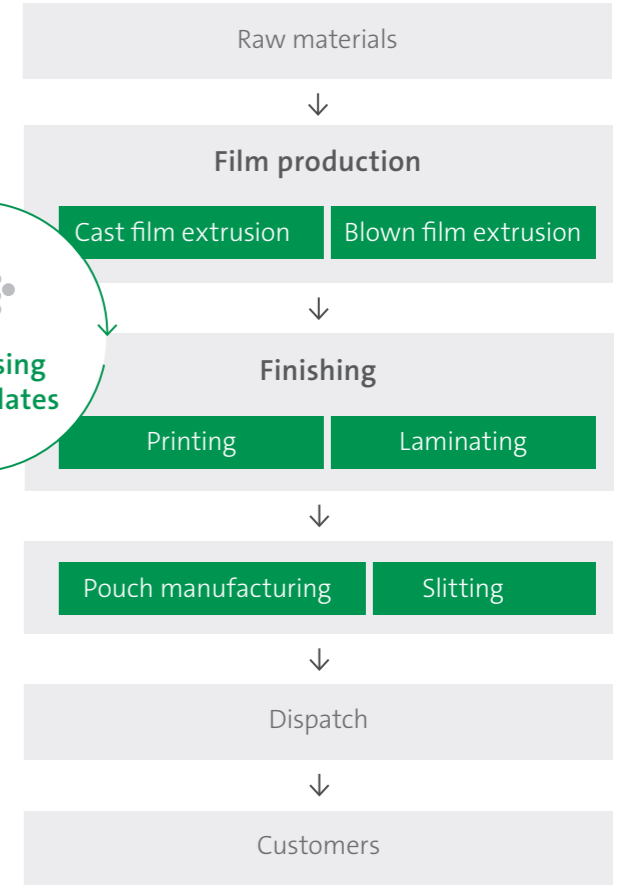 Raw materials
Film production
Cast film extrusion
Blown film extrusion
Finishing
Printing
Laminating
Pouch manufacturing
Slitting
Dispatch
Customers